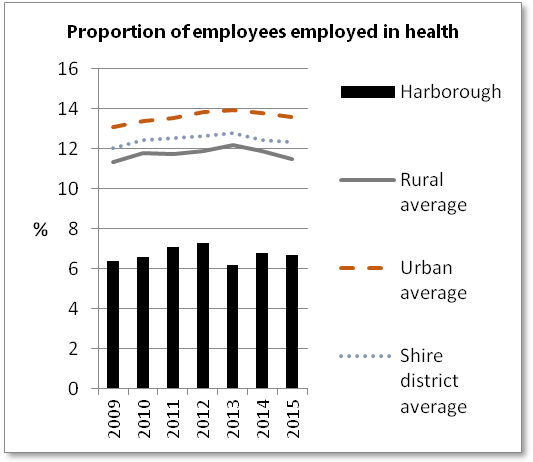 Proportion of employees employed in health
16
14
12
10
8
6
4
2
0
%
2009
2010
2011
2012
2013
2014
2015
Harborough
Rural
average
Urban
average
Shire
district
average